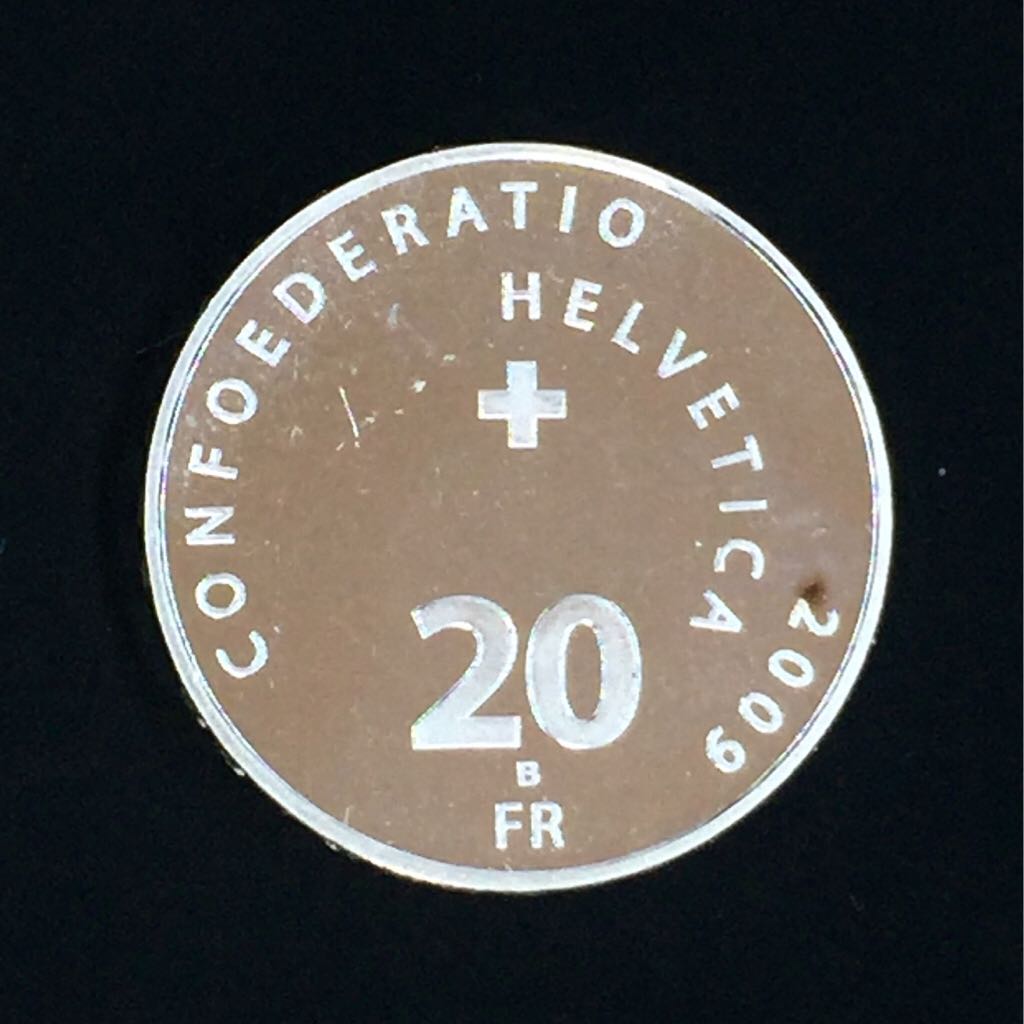 CONFOEDERATIO
HELVETICA
2009
20
B
FR